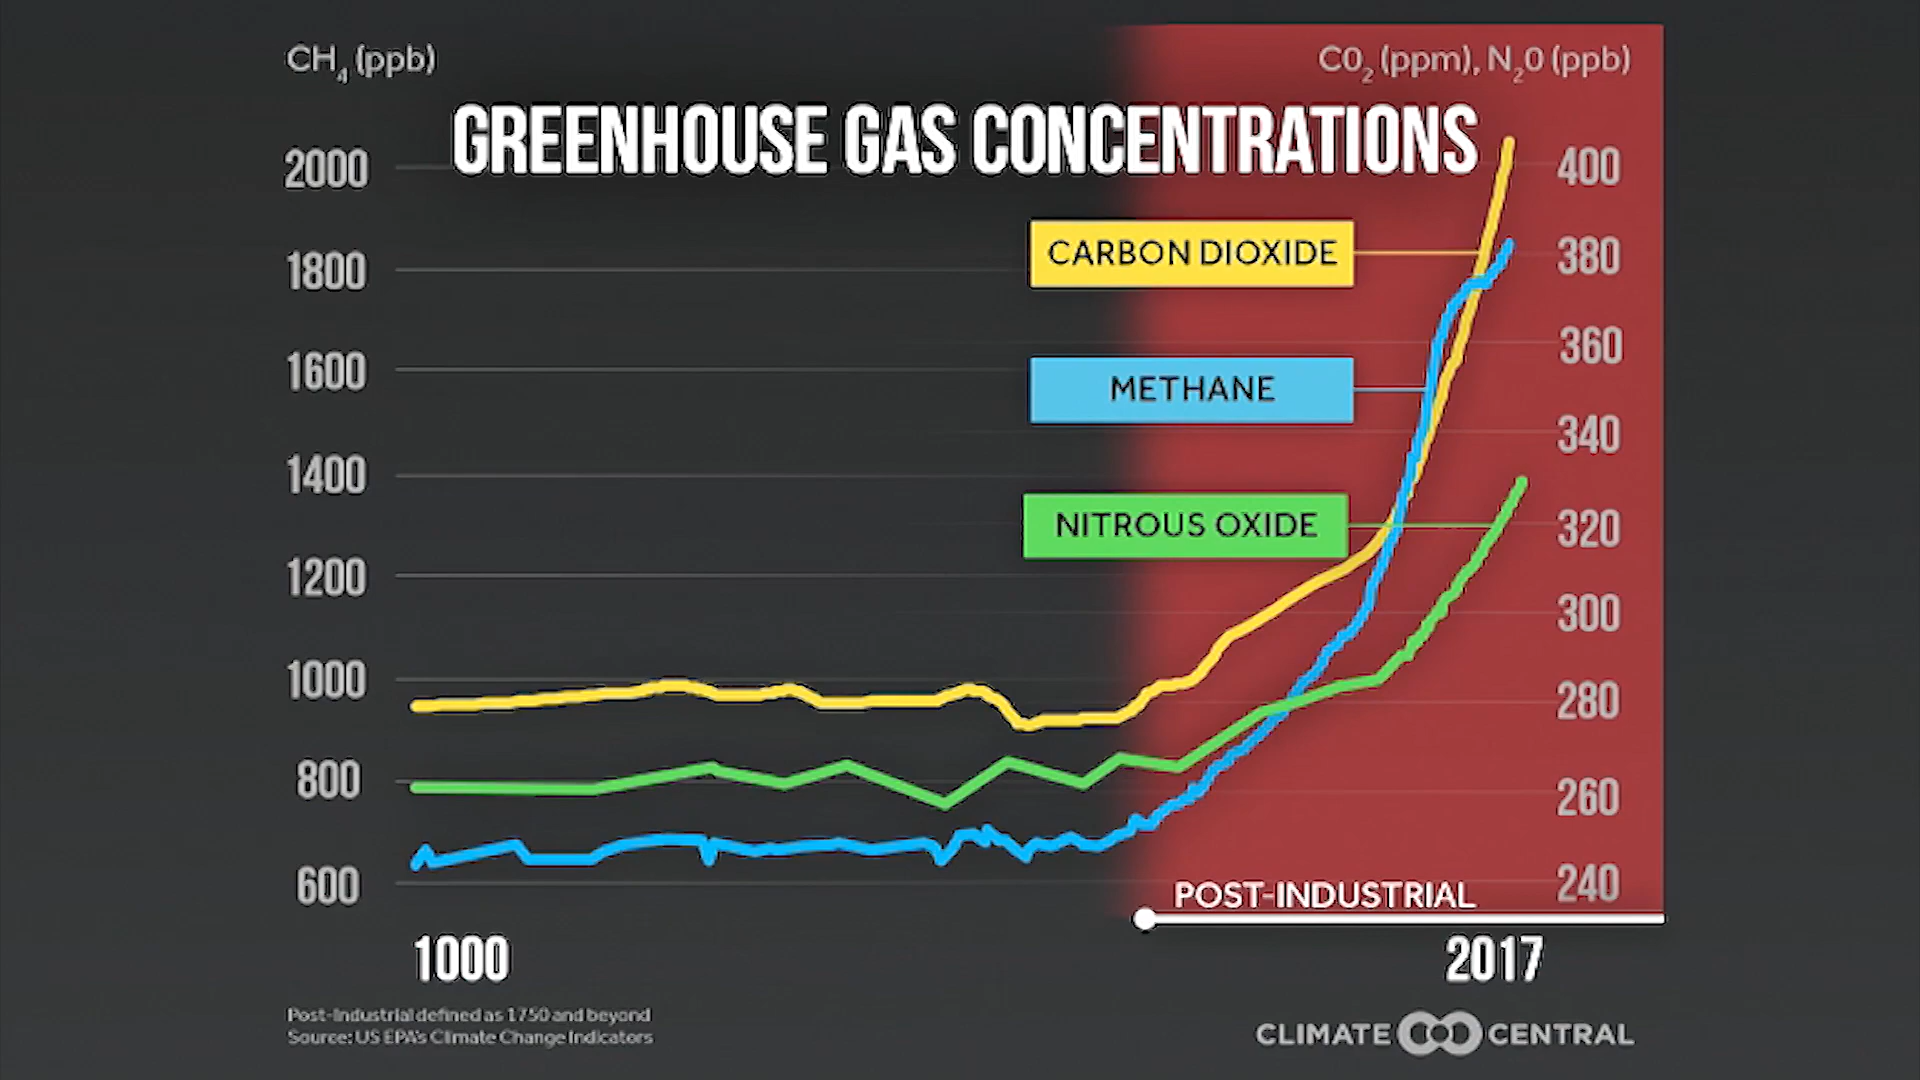 CH₄ (ppb)
C0₂ (ppm), N₂0 (ppb)
GREENHOUSE GAS CONCENTRATIONS
2000
1800
1600
1400
1200
1000
800
600
CARBON DIOXIDE
METHANE
NITROUS OXIDE
400
380
360
340
320
300
280
260
240
POST-INDUSTRIAL
1000
2017
Post-Industrial defined as 1750 and beyond
Source: US EPA's Climate Change Indicators
CLIMATE CENTRAL